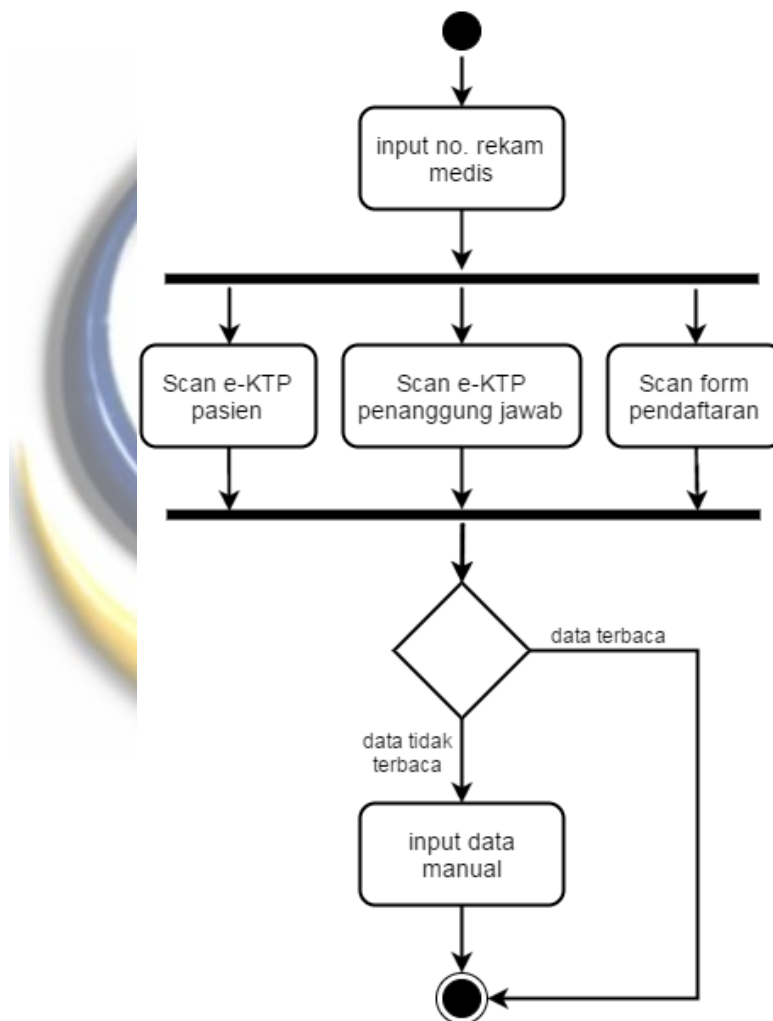 input no. rekam
medis
Scan e-KTP
pasien
Scan e-KTP
penanggung jawab
Scan form
pendaftaran
data terbaca
data tidak
terbaca
input data
manual